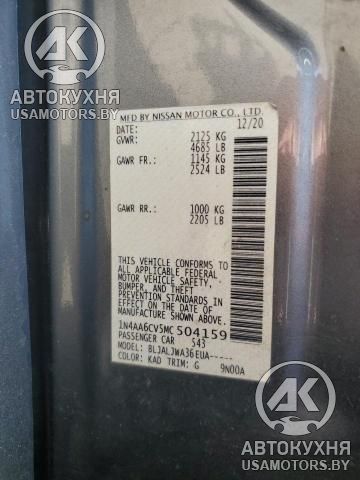 АВТОКУХНЯ
USAMOTORS.BY
MFD BY NISSAN MOTOR CO., LTD.
DATE: 12/20
GVWR: 2125 KG
4685 LB
GAWR FR.: 1145 KG
2524 LB
GAWR RR.: 1000 KG
2205 LB
THIS VEHICLE CONFORMS TO
ALL APPLICABLE FEDERAL
MOTOR VEHICLE SAFETY,
BUMPER, AND THEFT
PREVENTION STANDARDS IN
EFFECT ON THE DATE OF
MANUFACTURE SHOWN ABOVE.
1N4AA6CV5MC504159
PASSENGER CAR 543
MODEL: BLJALJWA36EUA-----
COLOR: KAD TRIM: G 9N00A
АВТОКУХНЯ
USAMOTORS.BY